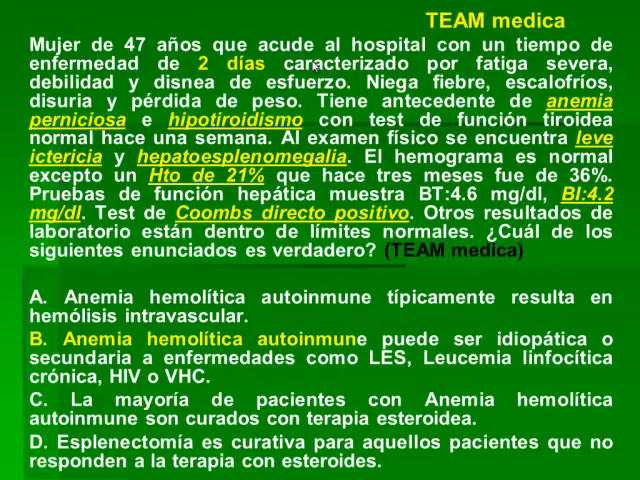 TEAM medica
Mujer de 47 años que acude al hospital con un tiempo de
enfermedad de 2 días caracterizado por fatiga severa,
debilidad y disnea de esfuerzo. Niega fiebre, escalofríos,
disuria y pérdida de peso. Tiene antecedente de anemia
perniciosa e hipotiroidismo con test de función tiroidea
normal hace una semana. Al examen físico se encuentra leve
ictericia y hepatoesplenomegalia. El hemograma es normal
excepto un Hto de 21% que hace tres meses fue de 36%.
Pruebas de función hepática muestra BT:4.6 mg/dl, BI:4.2
mg/dl. Test de Coombs directo positivo. Otros resultados de
laboratorio están dentro de límites normales. ¿Cuál de los
siguientes enunciados es verdadero? (TEAM medica)
A. Anemia hemolítica autoinmune típicamente resulta en
hemólisis intravascular.
B. Anemia hemolítica autoinmune puede ser idiopática o
secundaria a enfermedades como LES, Leucemia linfocítica
crónica, HIV o VHC.
C. La mayoría de pacientes con Anemia hemolítica
autoinmune son curados con terapia esteroidea.
D. Esplenectomía es curativa para aquellos pacientes que no
responden a la terapia con esteroides.